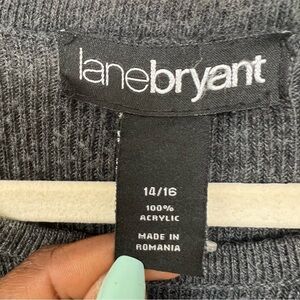 lanebryant
14/16
100%
ACRYLIC
MADE IN
ROMANIA